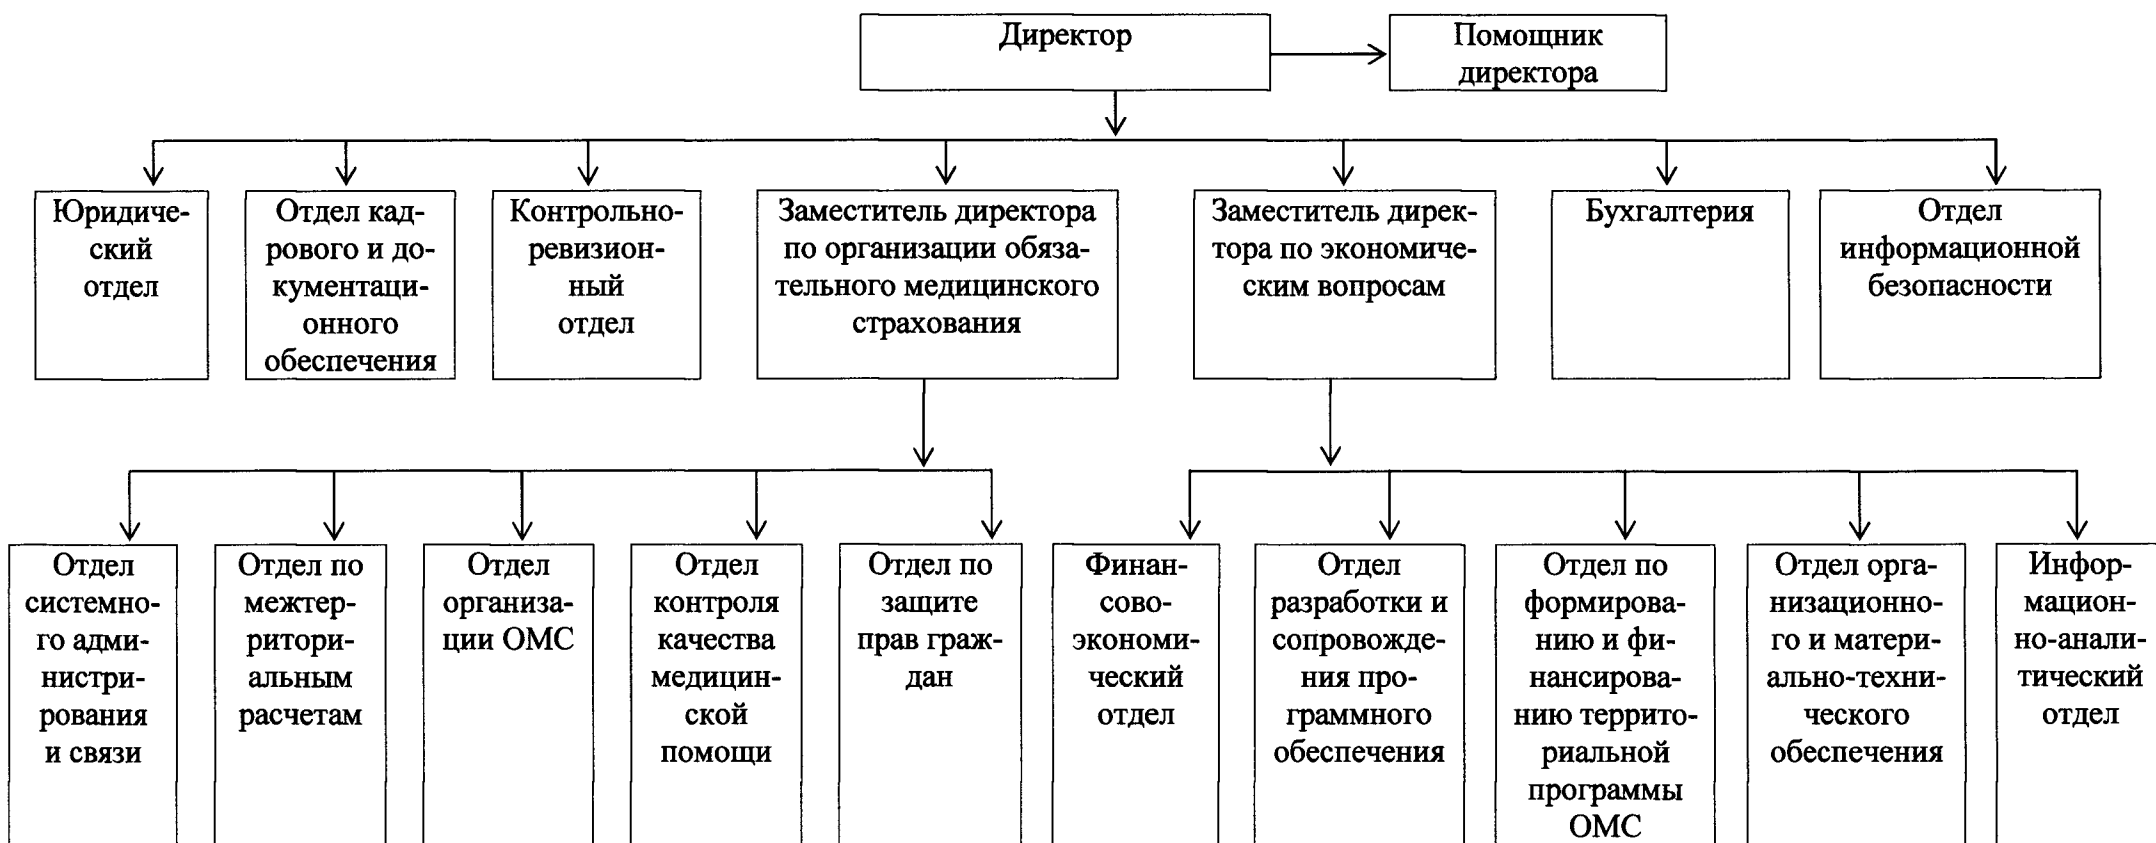 Директор
Помощник
директора
Юридиче-
ский
отдел
Отдел кад-
рового и до-
кументаци-
онного
обеспечения
Контрольно-
ревизион-
ный
отдел
Заместитель директора
по организации обяза-
тельного медицинского
страхования
Заместитель дирек-
тора по экономиче-
ским вопросам
Бухгалтерия
Отдел
информационной
безопасности
Отдел
системно-
го адми-
нистри-
рования
и связи
Отдел по
межтер-
ритори-
альным
расчетам
Отдел
организа-
ции ОМС
Отдел
контроля
качества
медицин-
ской
помощи
Отдел по
защите
прав граж-
дан
Финан-
сово-
экономи-
ческий
отдел
Отдел
разработки и
сопровожде-
ния про-
граммного
обеспечения
Отдел по
формирова-
нию и фи-
нансирова-
нию террито-
риальной
программы
ОМС
Отдел орга-
низационно-
го и матери-
ально-техни-
ческого
обеспечения
Инфор-
мацион-
но-анали-
тический
отдел